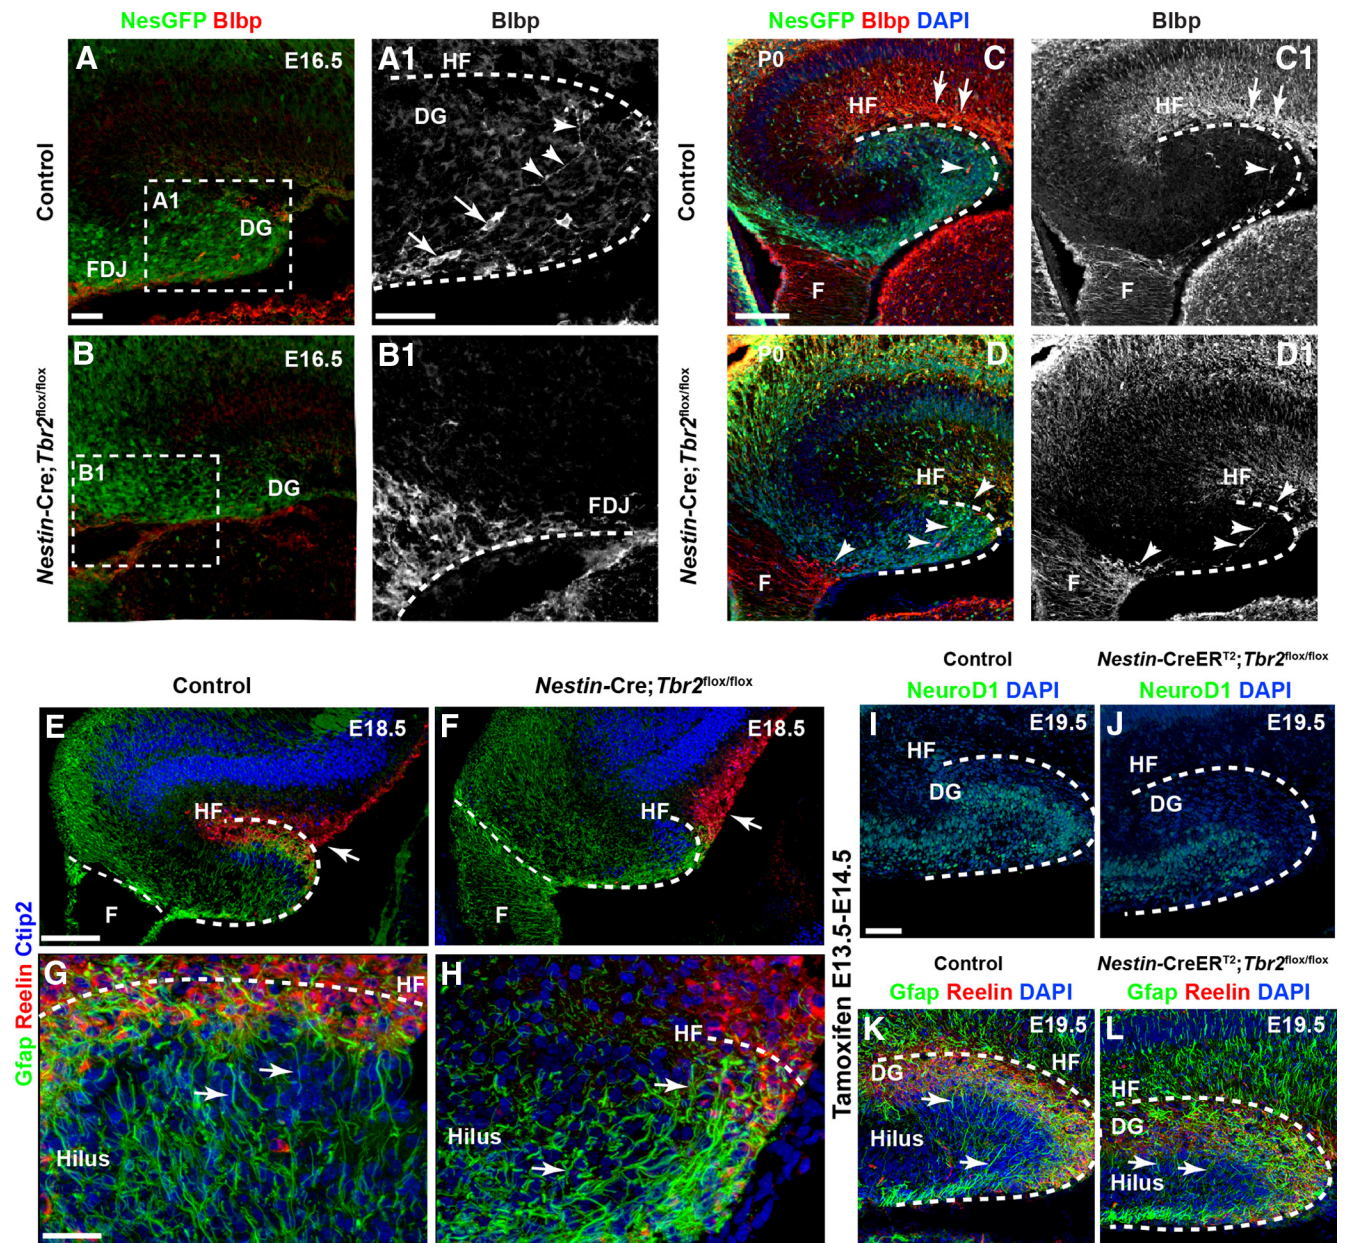 NesGFP Blbp
Blbp
NesGFP Blbp DAPI
Blbp
Control
A
E16.5
A1
DG
FDJ
A1
HF
DG
Control
P0
C
HF
F
C1
HF
F
Nestin-Cre;Tbr2flox/flox
B
E16.5
B1
DG
B1
FDJ
Nestin-Cre;Tbr2flox/flox
P0
D
HF
F
D1
HF
F
Control
Nestin-Cre;Tbr2flox/flox
Gfap Reelin Ctip2
E
E18.5
HF
F
F
E18.5
HF
F
G
HF
Hilus
H
HF
Hilus
Tamoxifen E13.5-E14.5
Control
Nestin-CreERT2;Tbr2flox/flox
NeuroD1 DAPI
NeuroD1 DAPI
I
E19.5
HF
DG
J
E19.5
HF
DG
Control
Nestin-CreERT2;Tbr2flox/flox
Gfap Reelin DAPI
Gfap Reelin DAPI
K
E19.5
HF
DG
Hilus
L
E19.5
HF
DG
Hilus